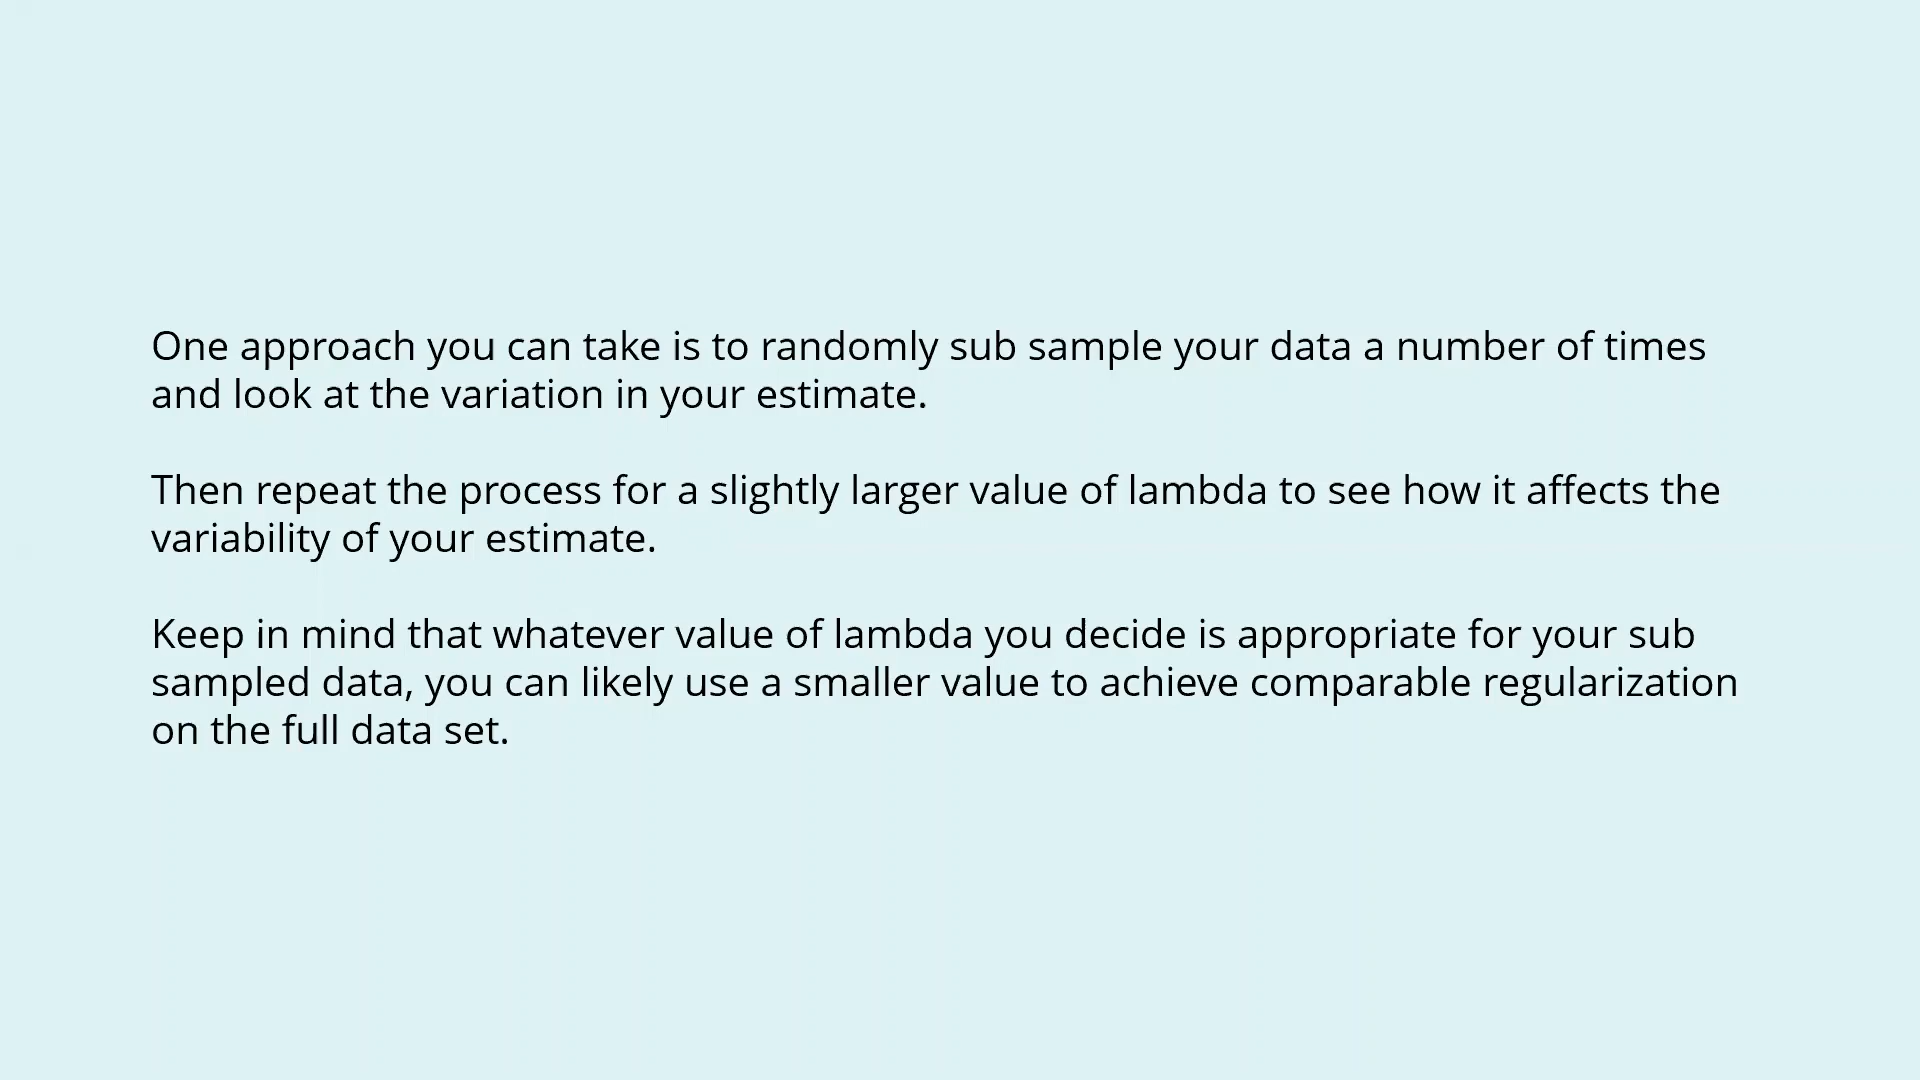 One approach you can take is to randomly sub sample your data a number of times
and look at the variation in your estimate.
Then repeat the process for a slightly larger value of lambda to see how it affects the
variability of your estimate.
Keep in mind that whatever value of lambda you decide is appropriate for your sub
sampled data, you can likely use a smaller value to achieve comparable regularization
on the full data set.